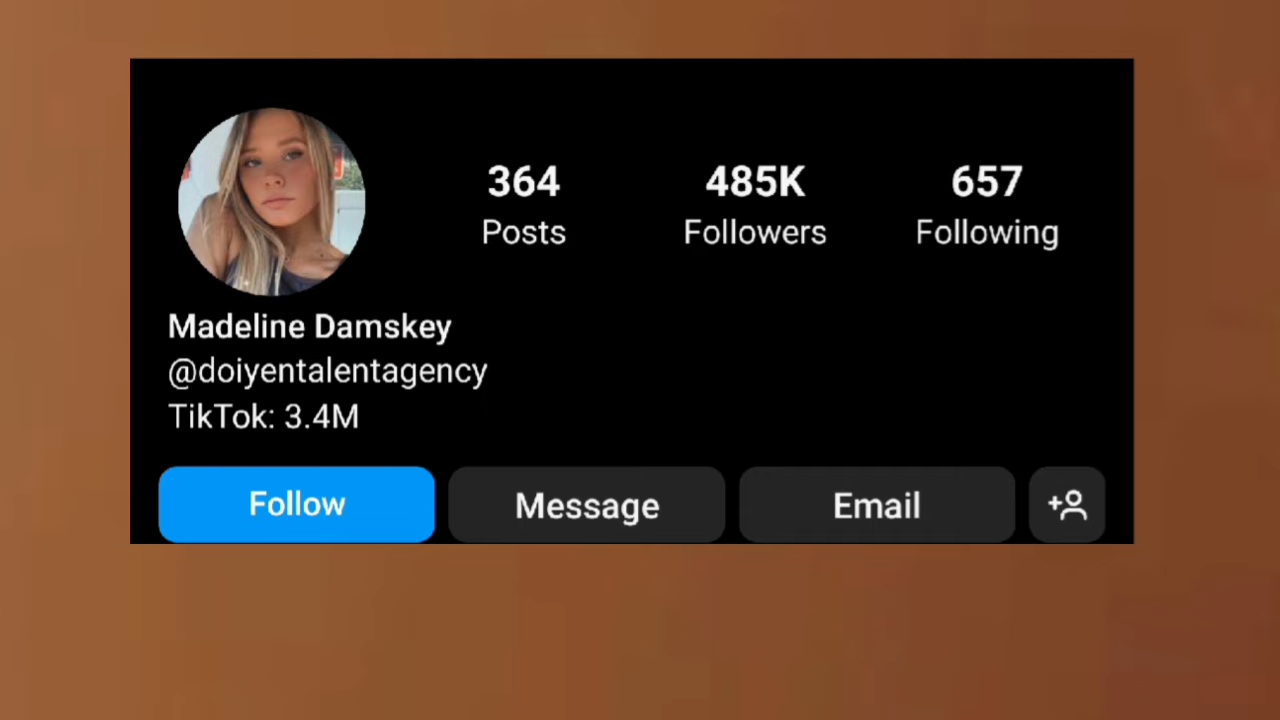 364 485K 657
Posts Followers Following
Madeline Damskey
@doiyentalentagency
TikTok: 3.4M
Follow Message Email